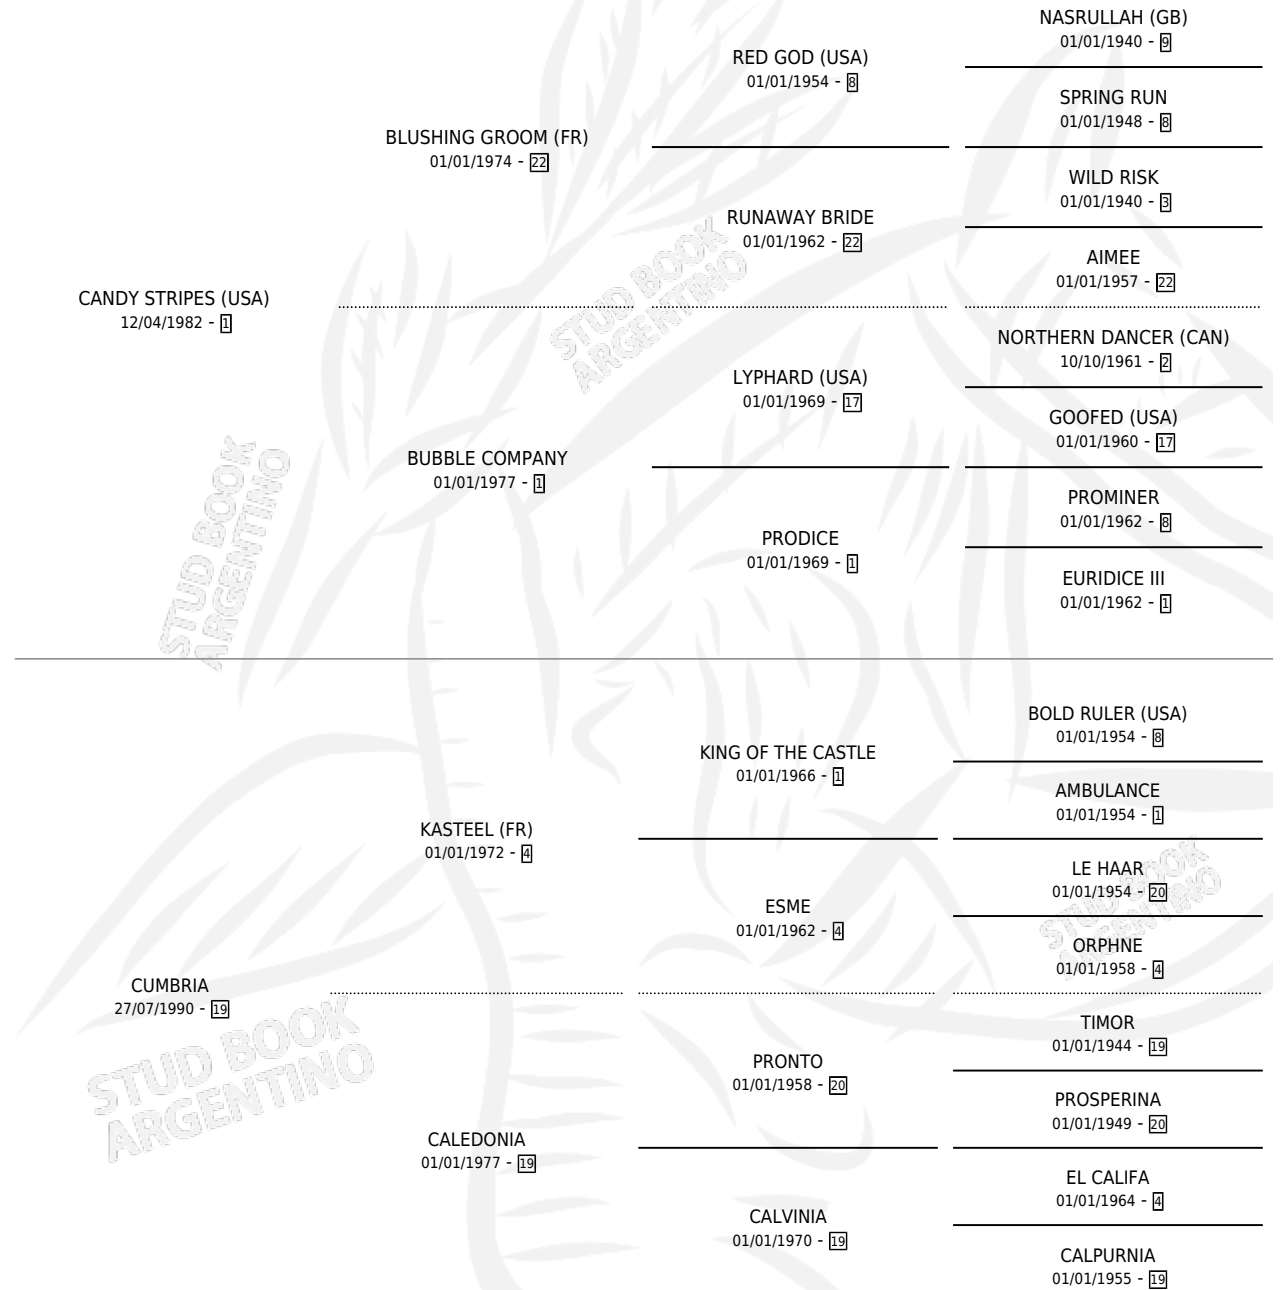 NASRULLAH (GB)
01/01/1940 - 9
RED GOD (USA)
01/01/1954 - 8
SPRING RUN
01/01/1948 - 8
BLUSHING GROOM (FR)
01/01/1974 - 22
WILD RISK
01/01/1940 - 3
RUNAWAY BRIDE
01/01/1962 - 22
AIMEE
01/01/1957 - 22
CANDY STRIPES (USA)
12/04/1982 - 1
NORTHERN DANCER (CAN)
10/10/1961 - 2
LYPHARD (USA)
01/01/1969 - 17
GOOFED (USA)
01/01/1960 - 17
BUBBLE COMPANY
01/01/1977 - 1
PROMINER
01/01/1962 - 8
PRODICE
01/01/1969 - 1
EURIDICE III
01/01/1962 - 1
BOLD RULER (USA)
01/01/1954 - 8
KING OF THE CASTLE
01/01/1966 - 1
AMBULANCE
01/01/1954 - 1
KASTEEL (FR)
01/01/1972 - 4
LE HAAR
01/01/1954 - 20
ESME
01/01/1962 - 4
ORPHNE
01/01/1958 - 4
CUMBRIA
27/07/1990 - 19
TIMOR
01/01/1944 - 19
PRONTO
01/01/1958 - 20
PROSPERINA
01/01/1949 - 20
CALEDONIA
01/01/1977 - 19
EL CALIFA
01/01/1964 - 4
CALVINIA
01/01/1970 - 19
CALPURNIA
01/01/1955 - 19
STUD BOOK
ARGENTINO
STUD BOOK
ARGENTINO
STUD BOOK
ARGENTINO
STUD BOOK
ARGENTINO